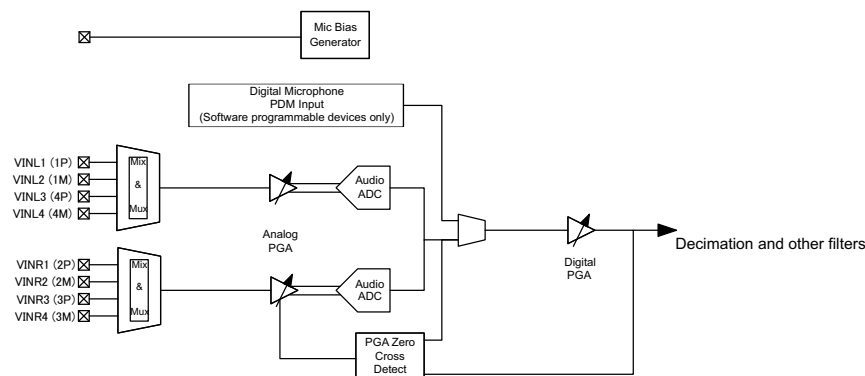 Mic Bias
Generator
Digital Microphone
PDM Input
(Software programmable devices only)
VINL1 (1P)
VINL2 (1M)
VINL3 (4P)
VINL4 (4M)
Mix
&
Mux
Audio
ADC
Analog
PGA
Digital
PGA
Decimation and other filters
VINR1 (2P)
VINR2 (2M)
VINR3 (3P)
VINR4 (3M)
Mix
&
Mux
Audio
ADC
PGA Zero
Cross
Detect